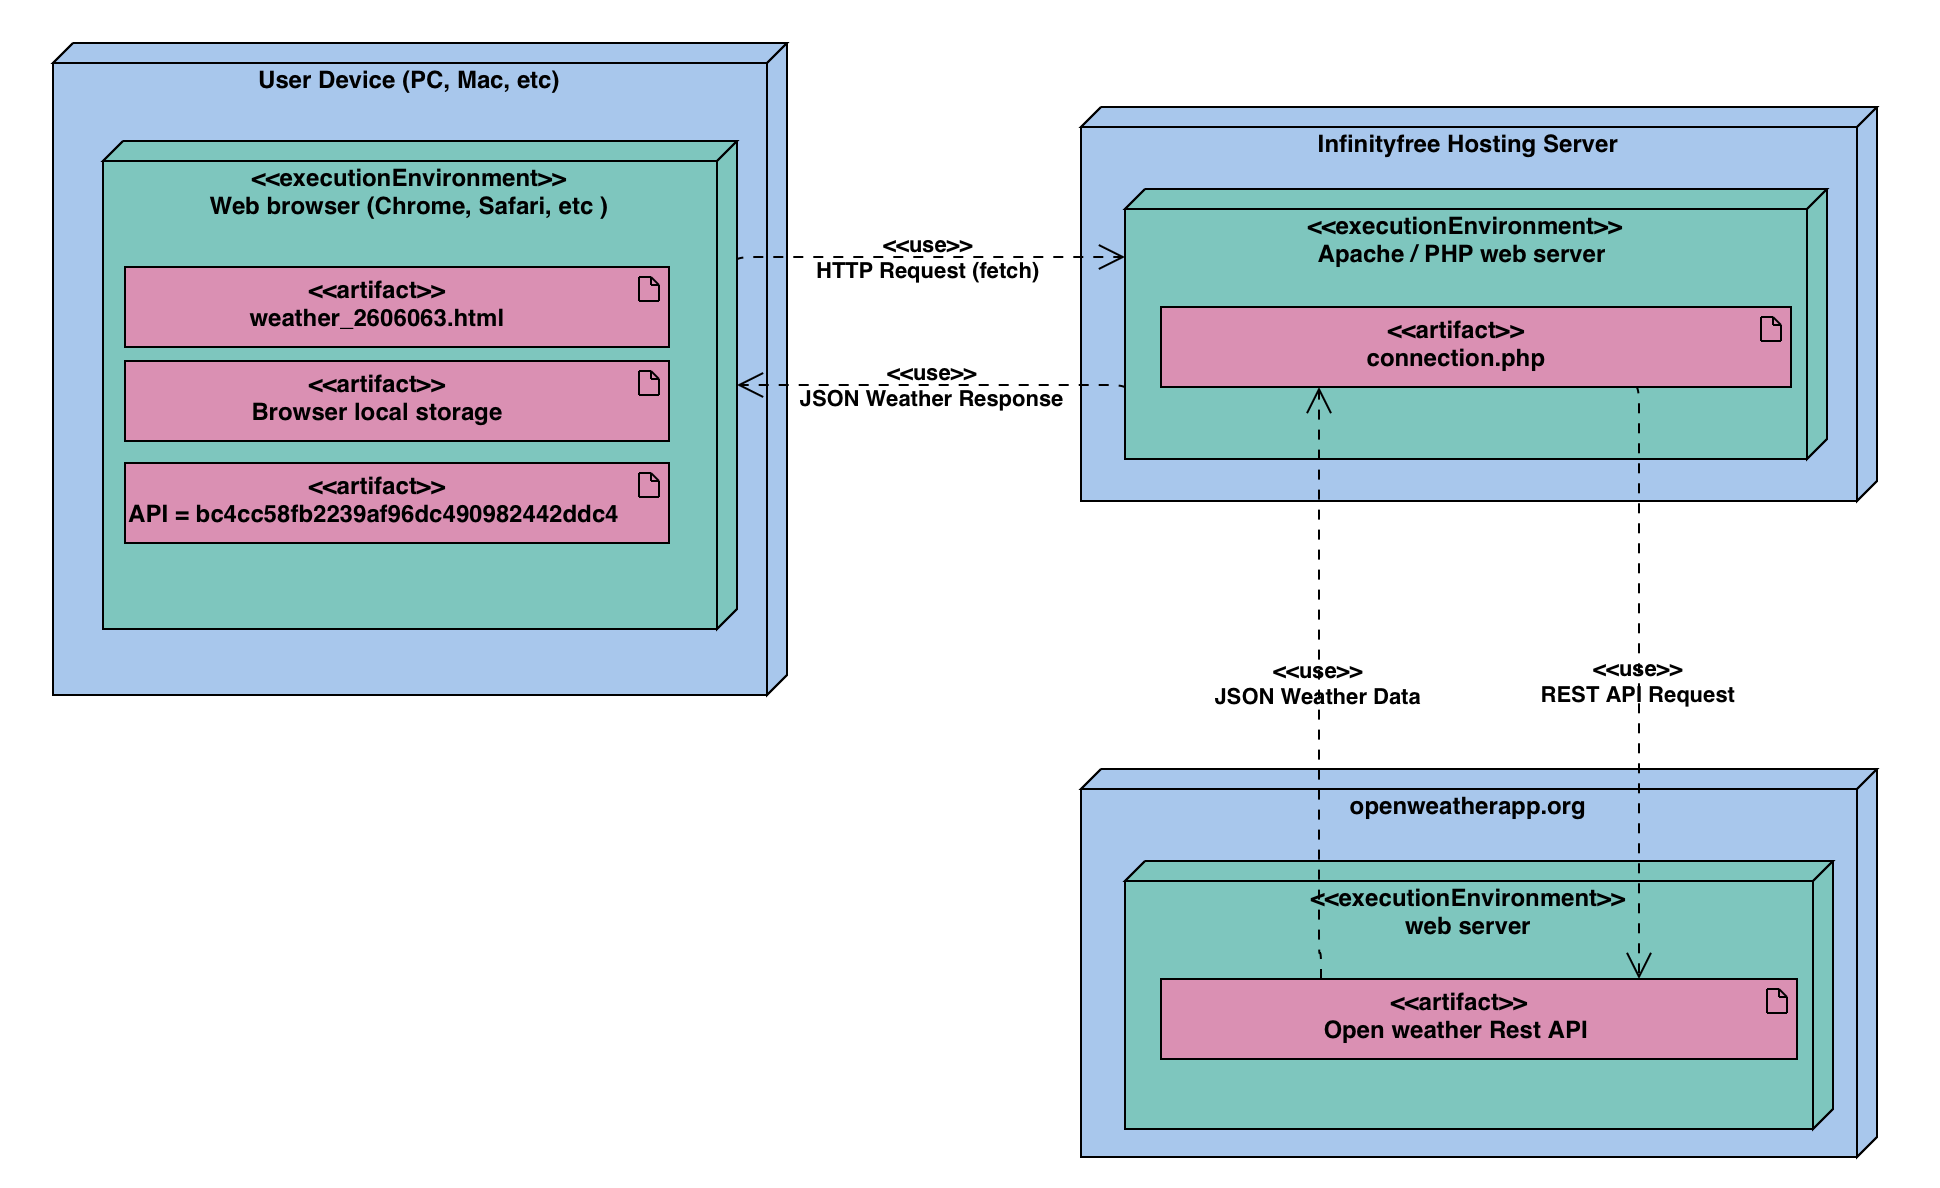 User Device (PC, Mac, etc)
<<executionEnvironment>>
Web browser (Chrome, Safari, etc )
<<artifact>>
weather_2606063.html
<<artifact>>
Browser local storage
<<artifact>>
API = bc4cc58fb2239af96dc490982442ddc4
<<use>>
HTTP Request (fetch)
<<use>>
JSON Weather Response
Infinityfree Hosting Server
<<executionEnvironment>>
Apache / PHP web server
<<artifact>>
connection.php
<<use>>
JSON Weather Data
<<use>>
REST API Request
openweatherapp.org
<<executionEnvironment>>
web server
<<artifact>>
Open weather Rest API